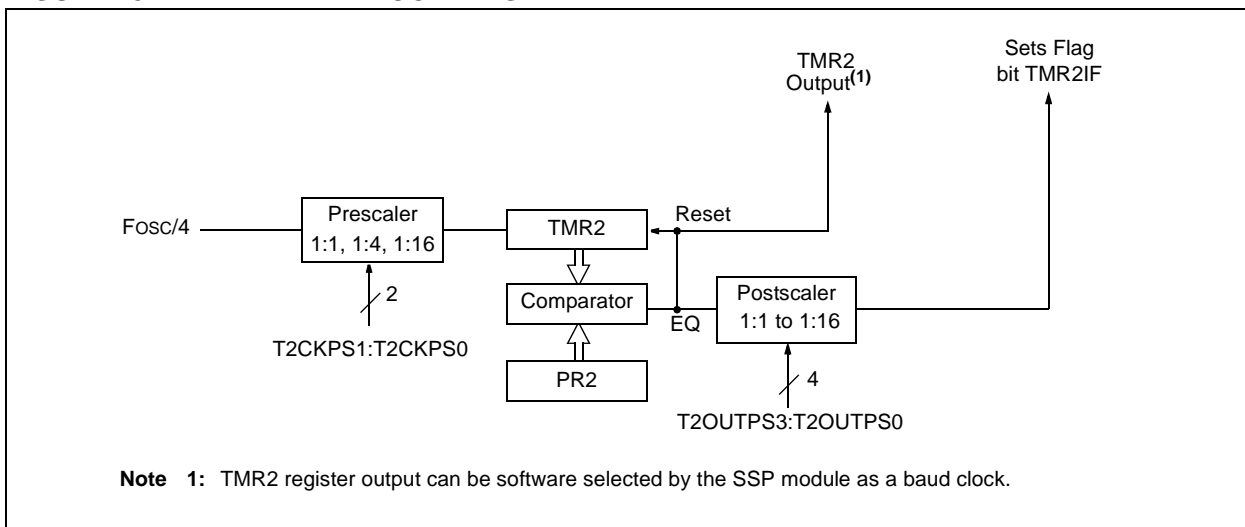 TMR2
Output(1)
Sets Flag
bit TMR2IF
FOSC/4
Prescaler
1:1, 1:4, 1:16
2
T2CKPS1:T2CKPS0
TMR2
Reset
Comparator
EQ
PR2
Postscaler
1:1 to 1:16
4
T2OUTPS3:T2OUTPS0
Note 1: TMR2 register output can be software selected by the SSP module as a baud clock.